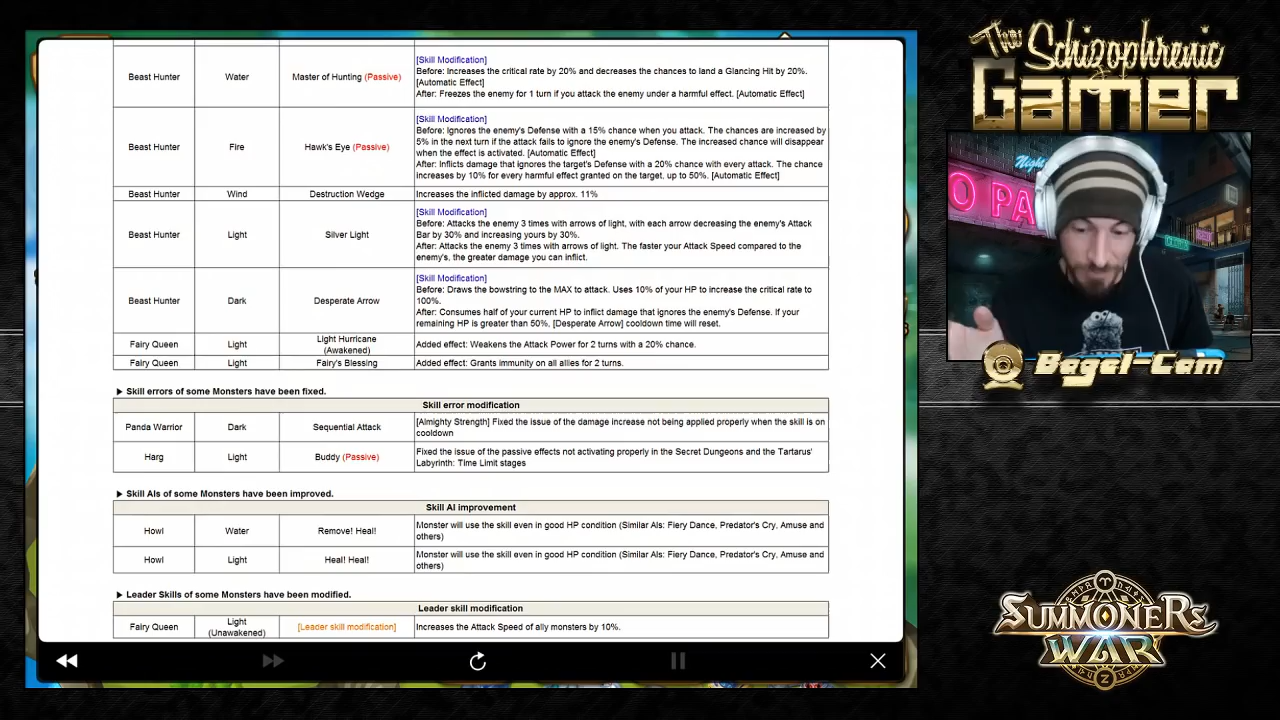 Beast Hunter Water Master of Hunting (Passive)
[Skill Modification]
Before: Increases the critical rate by 20% and decreases the chances to land a Glancing Hit by 20%.
[Automatic Effect]
After: Freezes the enemy for 1 turn if you attack the enemy under a harmful effect. [Automatic Effect]
Beast Hunter Fire Hawk's Eye (Passive)
[Skill Modification]
Before: Ignores the enemy's Defense with a 15% chance when you attack. The chances are increased by
5% in the next turn if the attack fails to ignore the enemy's Defense. The increased chance will disappear
when the effect is activated. [Automatic Effect]
After: Inflicts damage that ignores the target's Defense with a 20% chance with every attack. The chance
increases by 10% for every harmful effect granted on the target, up to 50%. [Automatic Effect]
Beast Hunter Wind Destruction Wedge Increases the inflicted damage by approx. 11%
Beast Hunter Light Silver Light
[Skill Modification]
Before: Attacks the enemy 3 times with arrows of light, with each arrow decreasing the enemy's Attack
Bar by 30% and increasing yours by 30%.
After: Attacks the enemy 3 times with arrows of light. The faster your Attack Speed compared to the
enemy's, the greater damage you can inflict.
Beast Hunter Dark Desperate Arrow
[Skill Modification]
Before: Draws the bowstring to the MAX to attack. Uses 10% of your HP to increase the critical rate to
100%.
After: Consumes half of your current HP to inflict damage that ignores the enemy's Defense. If your
remaining HP is greater than 50%, [Desperate Arrow] cooldown time will reset.
Fairy Queen Light Light Hurricane
(Awakened) Added effect: Weakens the Attack Power for 2 turns with a 20% chance.
Fairy Queen Light Fairy's Blessing Added effect: Grants immunity on all allies for 2 turns.
▶ Skill errors of some Monsters have been fixed.
Skill error modification
Panda Warrior Dark Sequential Attack [Almighty Strength] Fixed the issue of the damage increase not being applied properly when the skill is on
cooldown
Harg Light Buddy (Passive) Fixed the issue of the passive effects not activating properly in the Secret Dungeons and the Tartarus'
Labyrinth: Time Limit stages
▶ Skill AIs of some Monsters have been improved.
Skill AI improvement
Howl Water Remove! Heal! Monster will use the skill even in good HP condition (Similar AIs: Fiery Dance, Predator's Cry, Amuse and
others)
Howl Light Heal! Heal! Monster will use the skill even in good HP condition (Similar AIs: Fiery Dance, Predator's Cry, Amuse and
others)
▶ Leader Skills of some Monsters have been modified.
Leader skill modification
Fairy Queen Light
(Unawakened) [Leader skill modification] Increases the Attack Speed of ally monsters by 10%.
The
Schizophrenic
Gamer
Night
O PA
Bagel-Cam
SUMMONERS
WAR